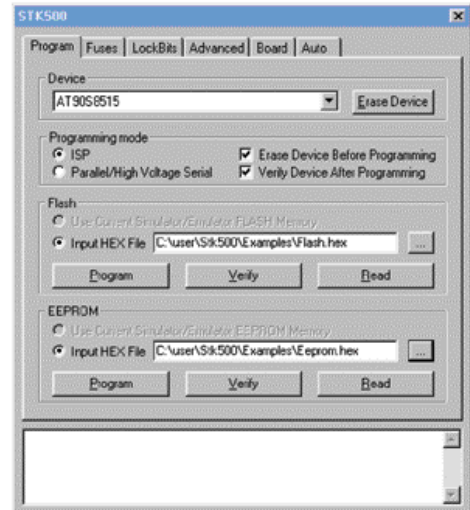 STK500
Program Fuses LockBits Advanced Board Auto
Device
AT90S8515 Erase Device
Programming mode
ISP Erase Device Before Programming
Parallel/High Voltage Serial Verify Device After Programming
Flash
Use Current Simulator/Emulator FLASH Memory
Input HEX File C:\user\Stk500\Examples\Flash.hex ...
Program Verify Read
EEPROM
Use Current Simulator/Emulator EEPROM Memory
Input HEX File C:\user\Stk500\Examples\Eeprom.hex ...
Program Verify Read